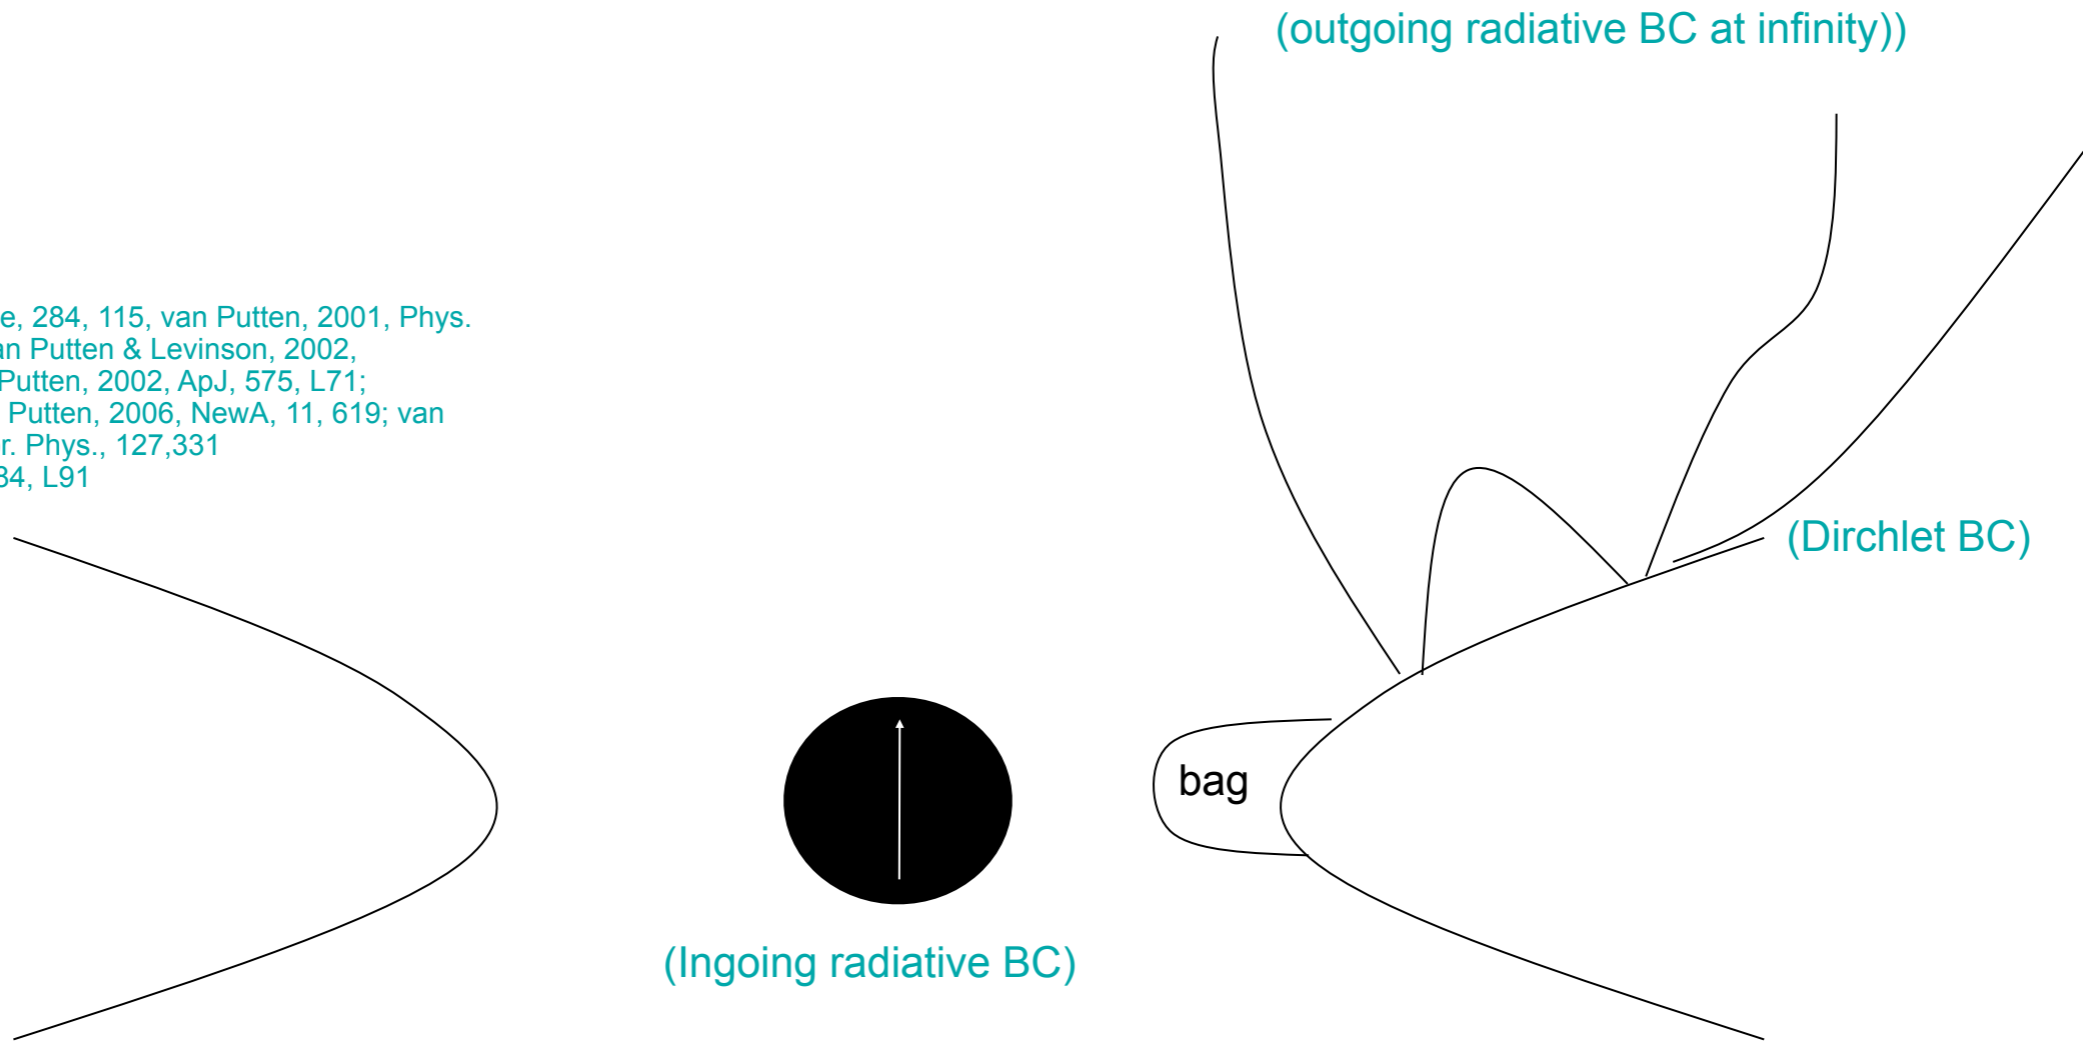 (outgoing radiative BC at infinity))
e, 284, 115, van Putten, 2001, Phys.
an Putten & Levinson, 2002,
Putten, 2002, ApJ, 575, L71;
Putten, 2006, NewA, 11, 619; van
r. Phys., 127,331
84, L91
(Dirchlet BC)
bag
(Ingoing radiative BC)